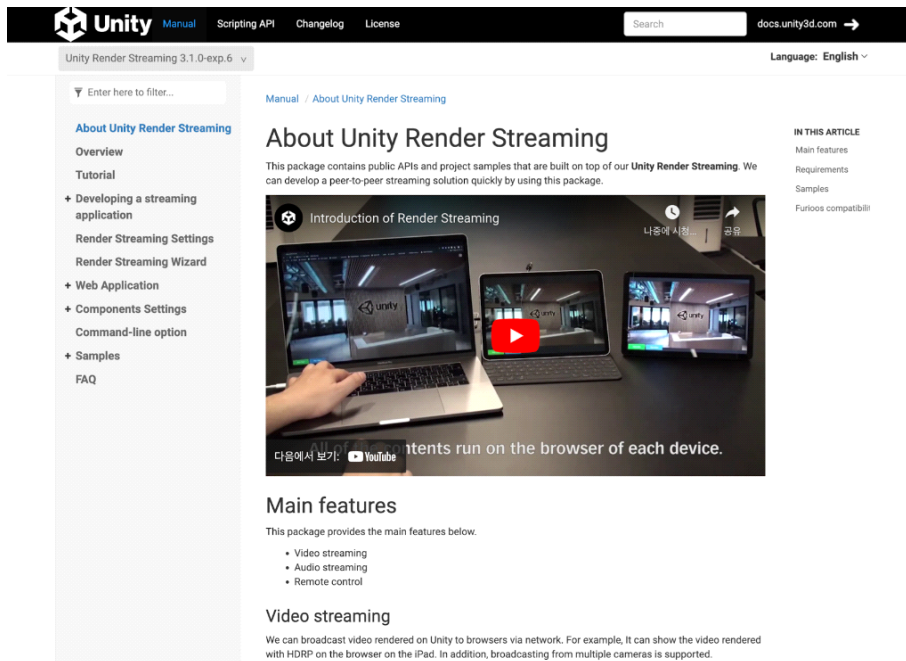 Unity
Manual
Scripting API
Changelog
License
Search
docs.unity3d.com
Unity Render Streaming 3.1.0-exp.6
Language: English
Enter here to filter...
About Unity Render Streaming
Overview
Tutorial
+ Developing a streaming
application
Render Streaming Settings
Render Streaming Wizard
+ Web Application
+ Components Settings
Command-line option
+ Samples
FAQ
Manual / About Unity Render Streaming
About Unity Render Streaming
This package contains public APIs and project samples that are built on top of our Unity Render Streaming. We
can develop a peer-to-peer streaming solution quickly by using this package.
Introduction of Render Streaming
나중에 시청...
공유
unity
unity
unity
All of the contents run on the browser of each device.
다음에서 보기: YouTube
Main features
This package provides the main features below.
• Video streaming
• Audio streaming
• Remote control
Video streaming
We can broadcast video rendered on Unity to browsers via network. For example, It can show the video rendered
with HDRP on the browser on the iPad. In addition, broadcasting from multiple cameras is supported.
IN THIS ARTICLE
Main features
Requirements
Samples
Furioos compatibili